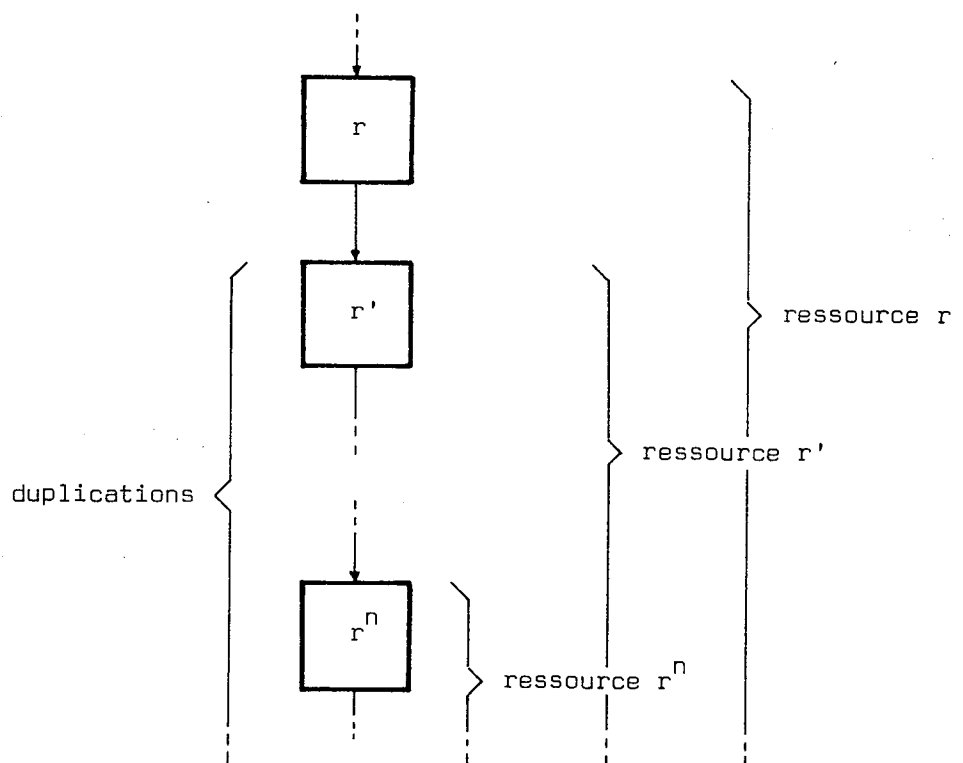 r
r'
ressource r
ressource r'
duplications
r^n
ressource r^n